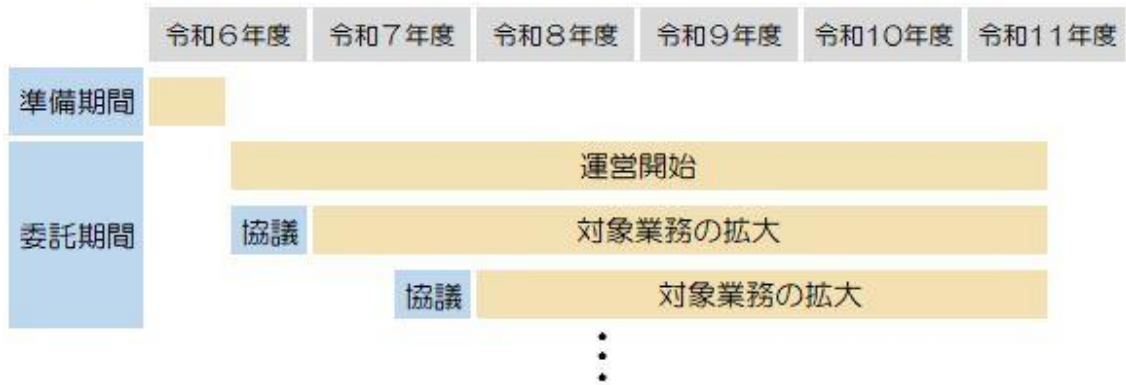 令和6年度 令和7年度 令和8年度 令和9年度 令和10年度 令和11年度
準備期間
運営開始
委託期間 協議 対象業務の拡大
協議 対象業務の拡大